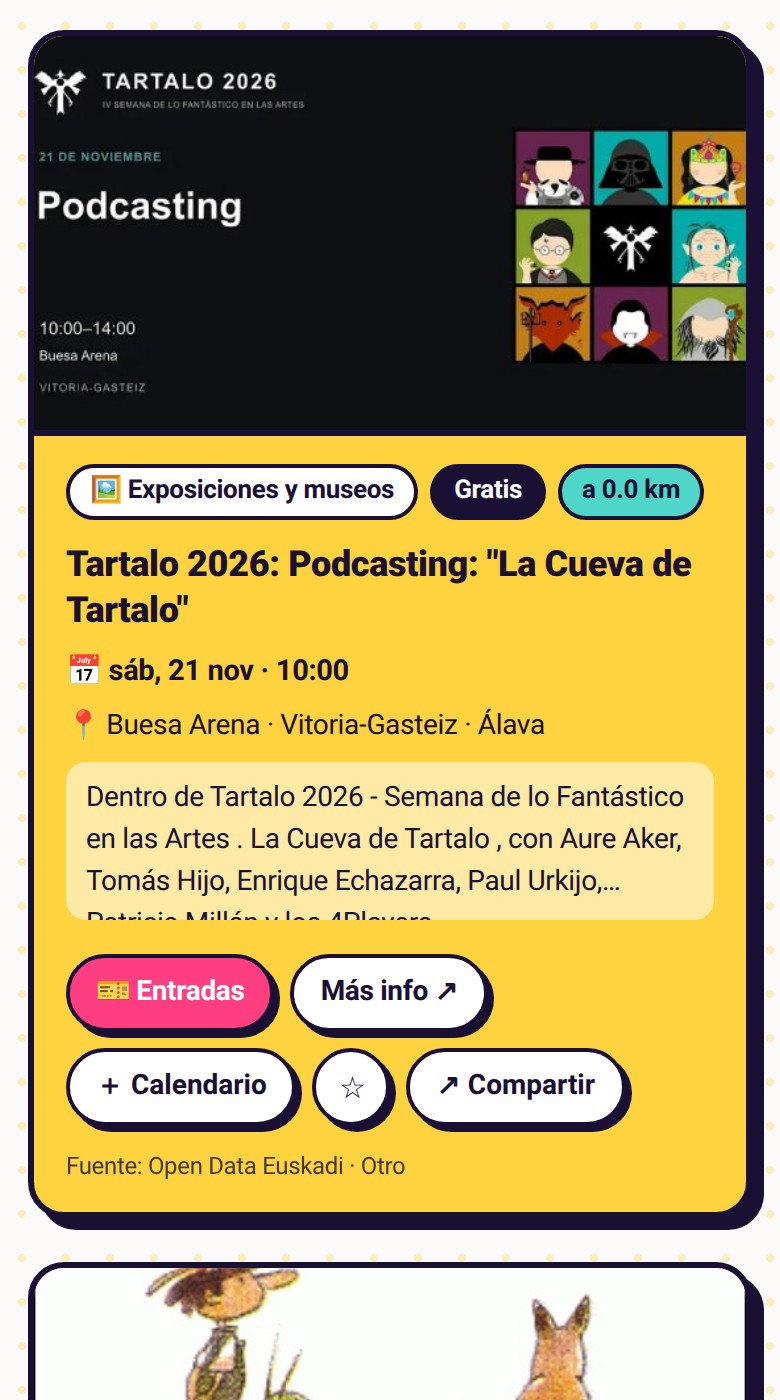 TARTALO 2026
IV SEMANA DE LO FANTÁSTICO EN LAS ARTES
21 DE NOVIEMBRE
Podcasting
10:00–14:00
Buesa Arena
VITORIA-GASTEIZ
🖼️ Exposiciones y museos
Gratis
a 0.0 km
Tartalo 2026: Podcasting: "La Cueva de
Tartalo"
📅 sáb, 21 nov · 10:00
📍 Buesa Arena · Vitoria-Gasteiz · Álava
Dentro de Tartalo 2026 - Semana de lo Fantástico
en las Artes . La Cueva de Tartalo , con Aure Aker,
Tomás Hijo, Enrique Echazarra, Paul Urkijo,...
Patricia Millán y los 4Players
🎫 Entradas
Más info ↗
+ Calendario
☆
↗ Compartir
Fuente: Open Data Euskadi · Otro